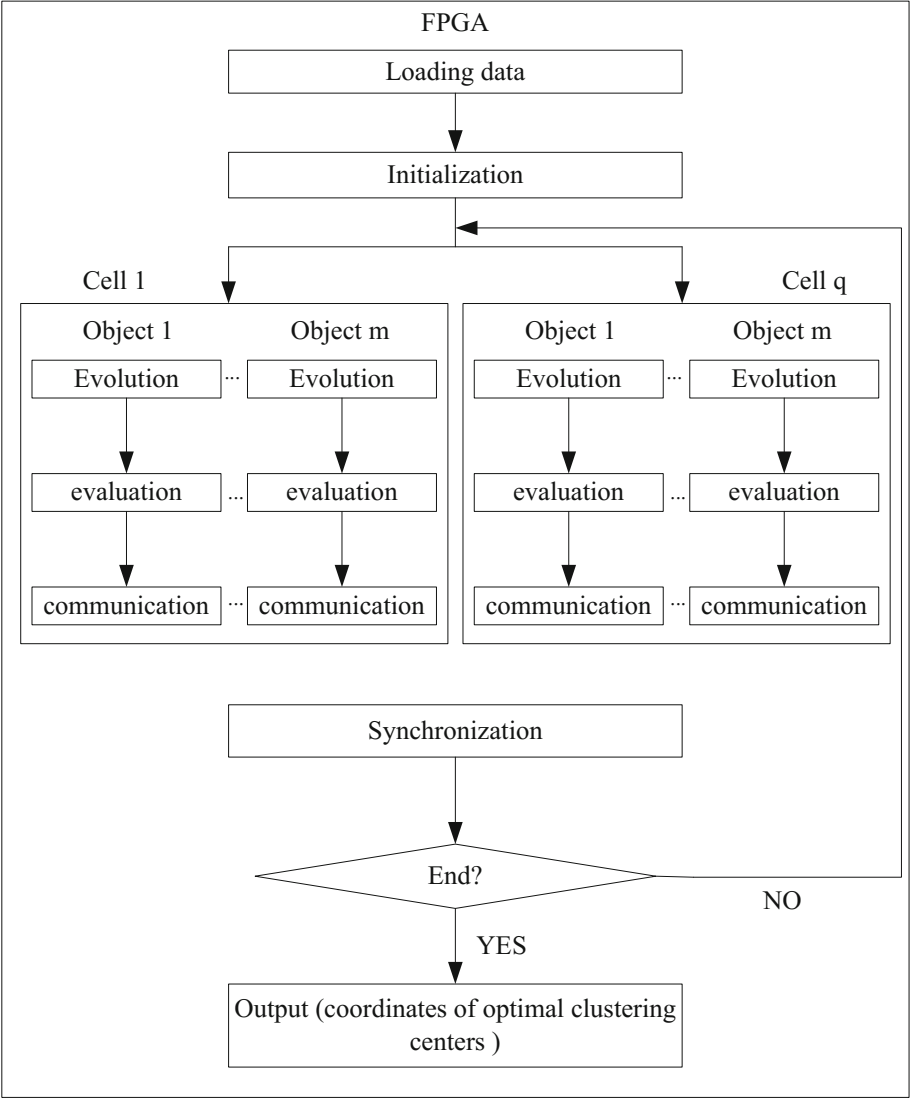 FPGA
Loading data
Initialization
Cell 1
Cell q
Object 1
Object m
Object 1
Object m
Evolution
...
Evolution
Evolution
...
Evolution
evaluation
...
evaluation
evaluation
...
evaluation
communication
...
communication
communication
...
communication
Synchronization
End?
NO
YES
Output (coordinates of optimal clustering
centers )